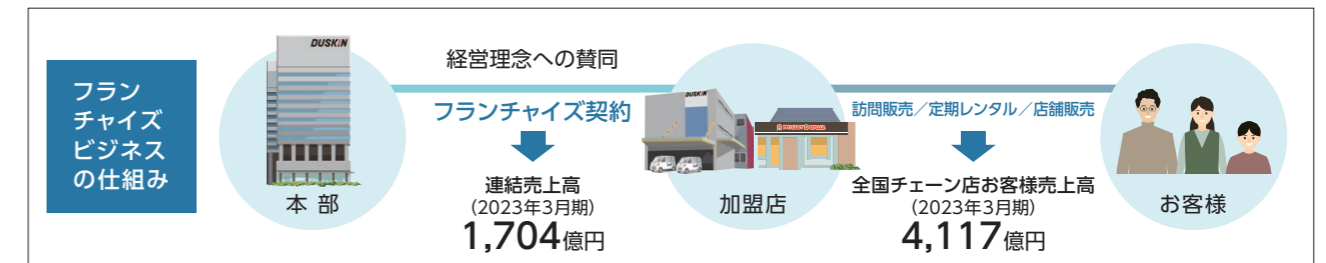 フラン
チャイズ
ビジネス
の仕組み
DUSKIN
本 部
経営理念への賛同
フランチャイズ契約
連結売上高
(2023年3月期)
1,704億円
DUSKIN
mister Donut
加盟店
訪問販売/定期レンタル/店舗販売
全国チェーン店お客様売上高
(2023年3月期)
4,117億円
お客様